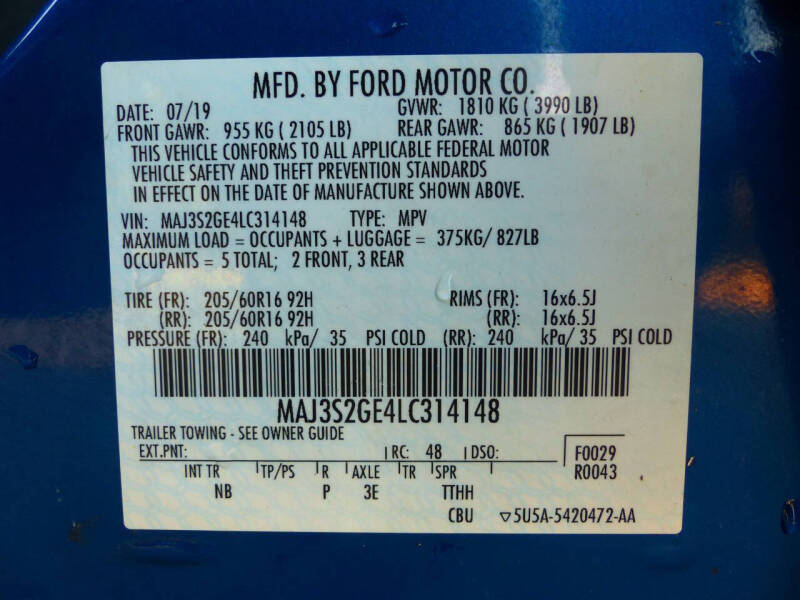 MFD. BY FORD MOTOR CO.
DATE: 07/19 GVWR: 1810 KG ( 3990 LB)
FRONT GAWR: 955 KG ( 2105 LB) REAR GAWR: 865 KG ( 1907 LB)
THIS VEHICLE CONFORMS TO ALL APPLICABLE FEDERAL MOTOR
VEHICLE SAFETY AND THEFT PREVENTION STANDARDS
IN EFFECT ON THE DATE OF MANUFACTURE SHOWN ABOVE.
VIN: MAJ3S2GE4LC314148 TYPE: MPV
MAXIMUM LOAD = OCCUPANTS + LUGGAGE = 375KG/ 827LB
OCCUPANTS = 5 TOTAL; 2 FRONT, 3 REAR
TIRE (FR): 205/60R16 92H RIMS (FR): 16x6.5J
(RR): 205/60R16 92H (RR): 16x6.5J
PRESSURE (FR): 240 kPa/ 35 PSI COLD (RR): 240 kPa/ 35 PSI COLD
MAJ3S2GE4LC314148
TRAILER TOWING - SEE OWNER GUIDE
EXT.PNT: RC: 48 DSO: F0029
R0043
INT TR TP/PS R AXLE TR SPR
NB P 3E TTHH
CBU ▽5U5A-5420472-AA